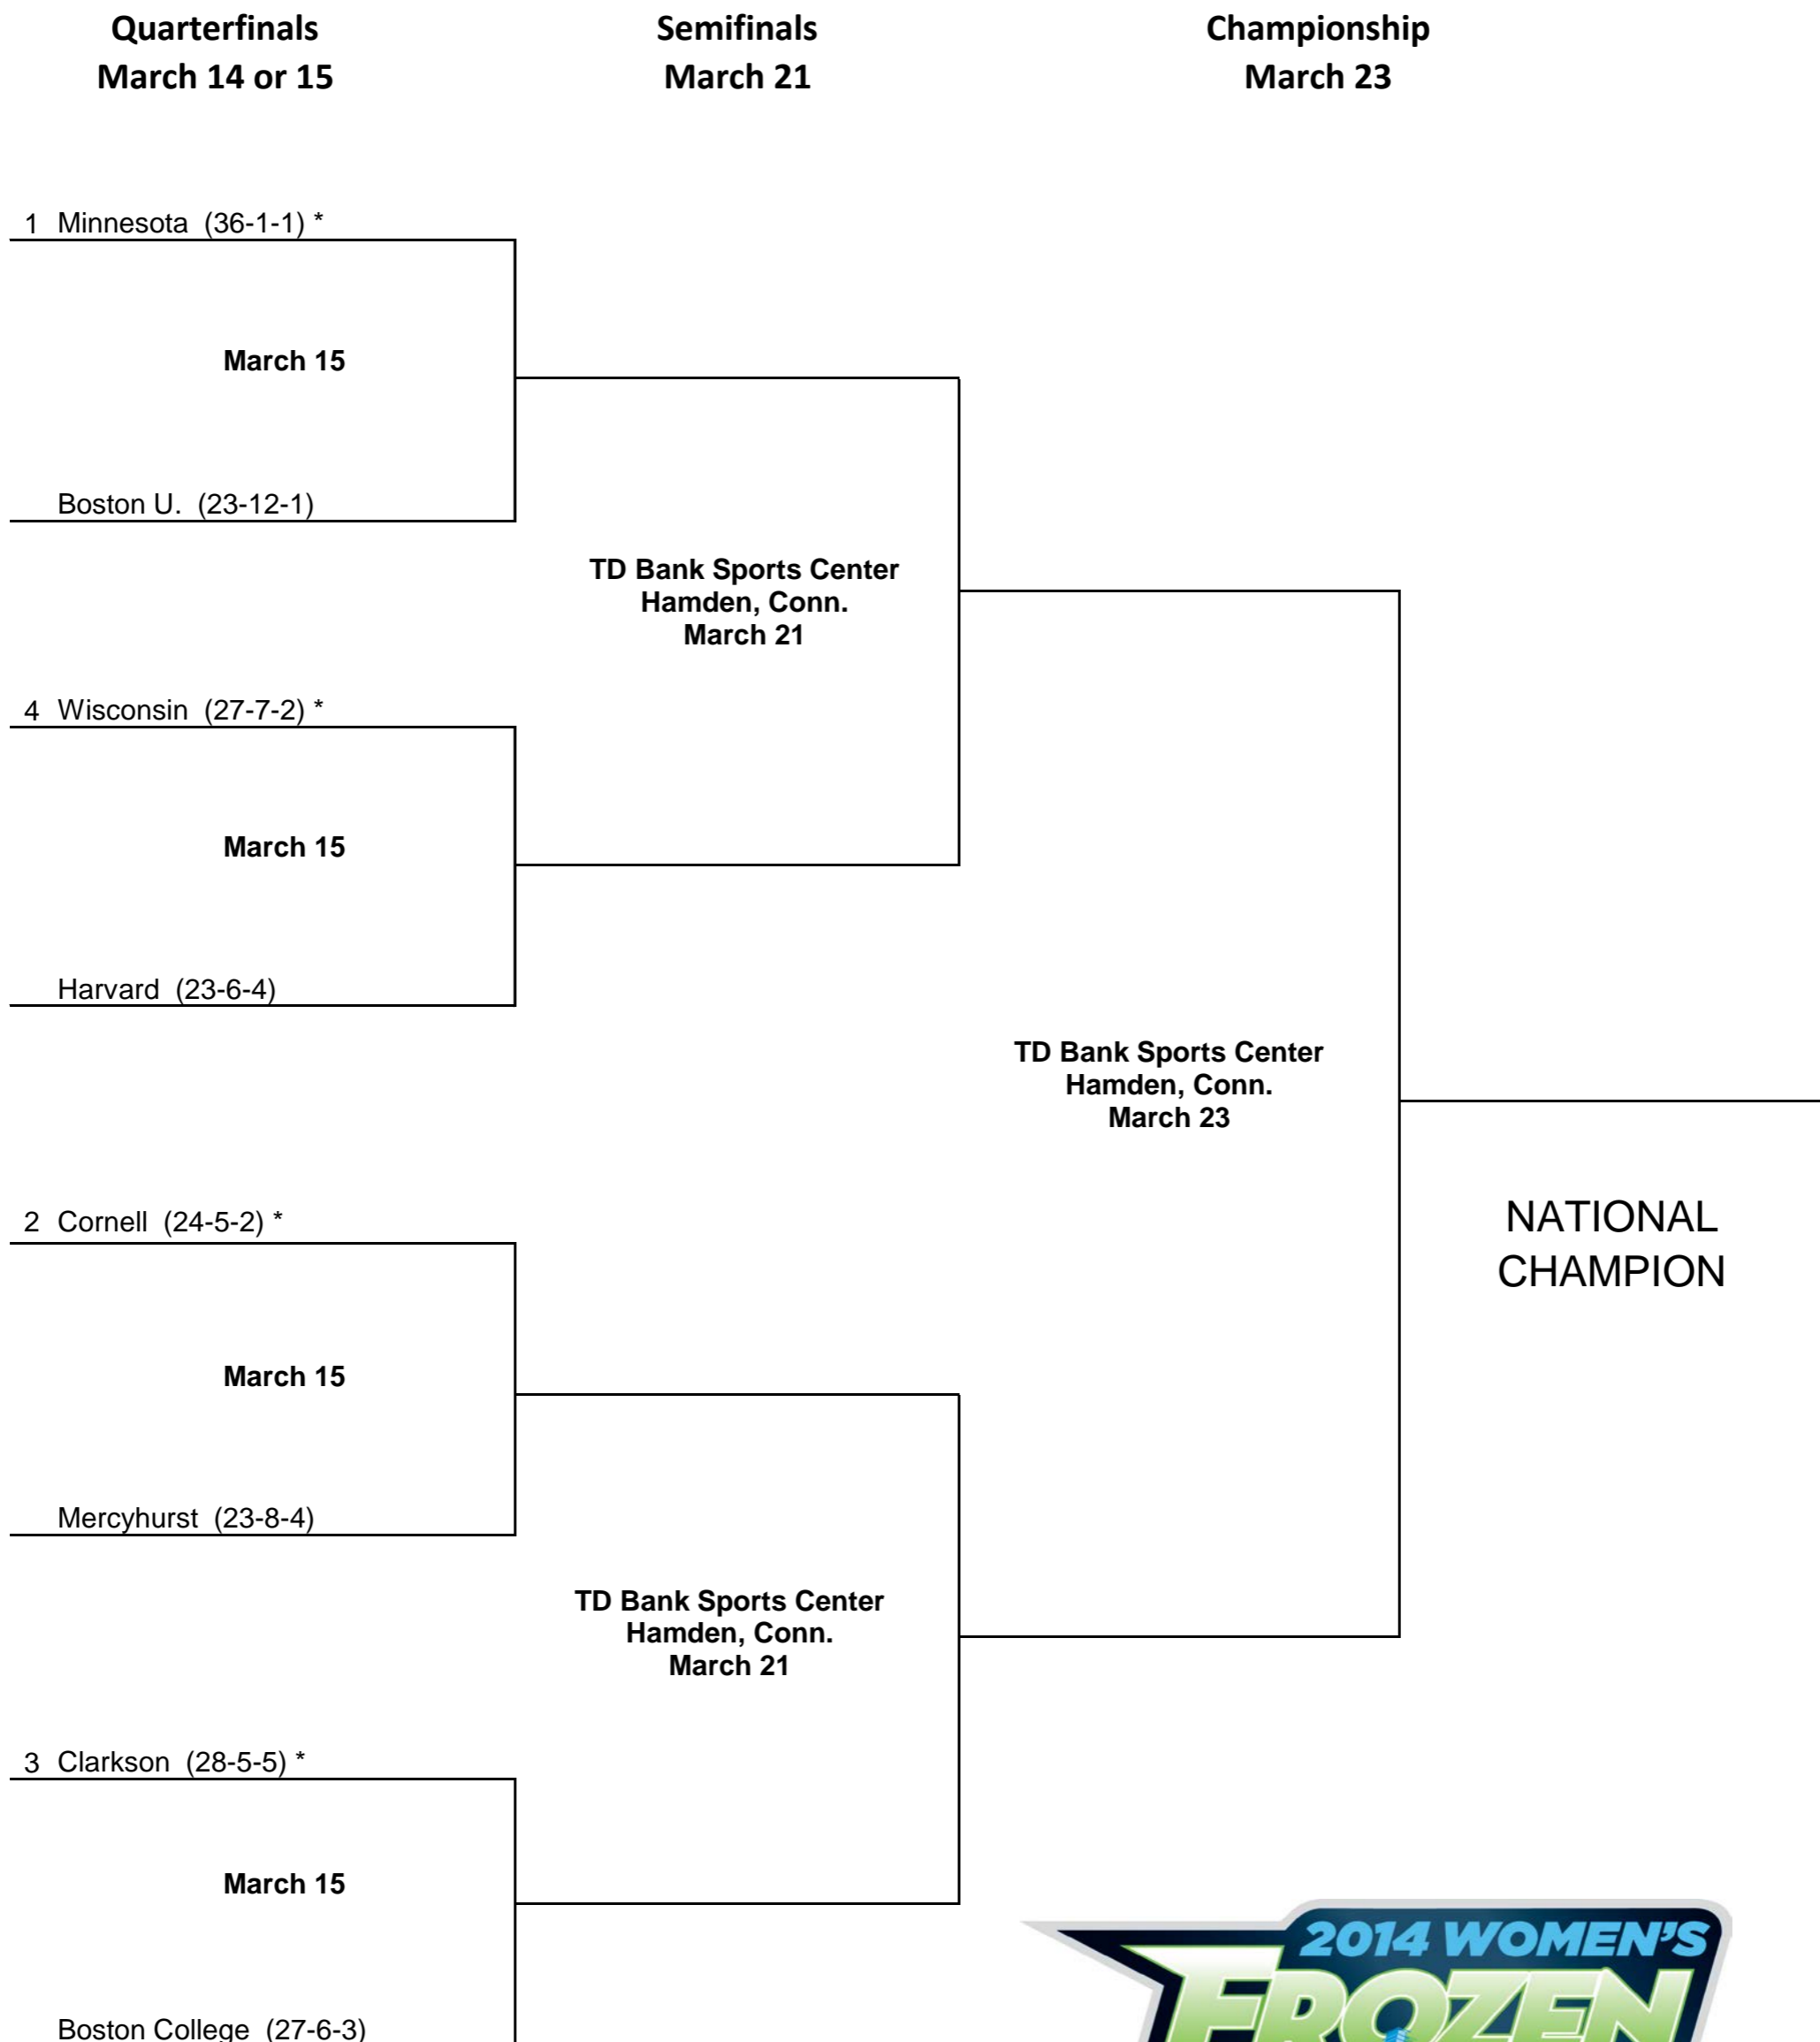 Quarterfinals
March 14 or 15
Semifinals
March 21
Championship
March 23
1 Minnesota (36-1-1) *
March 15
Boston U. (23-12-1)
TD Bank Sports Center
Hamden, Conn.
March 21
4 Wisconsin (27-7-2) *
March 15
Harvard (23-6-4)
TD Bank Sports Center
Hamden, Conn.
March 23
NATIONAL
CHAMPION
2 Cornell (24-5-2) *
March 15
Mercyhurst (23-8-4)
TD Bank Sports Center
Hamden, Conn.
March 21
3 Clarkson (28-5-5) *
March 15
Boston College (27-6-3)
2014 WOMEN'S
FROZEN